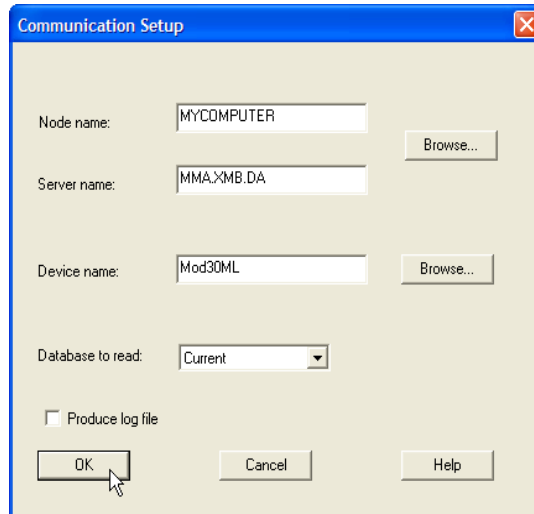 Communication Setup
Node name:
MYCOMPUTER
Browse...
Server name:
MMA.XMB.DA
Device name:
Mod30ML
Browse...
Database to read:
Current
Produce log file
OK
Cancel
Help